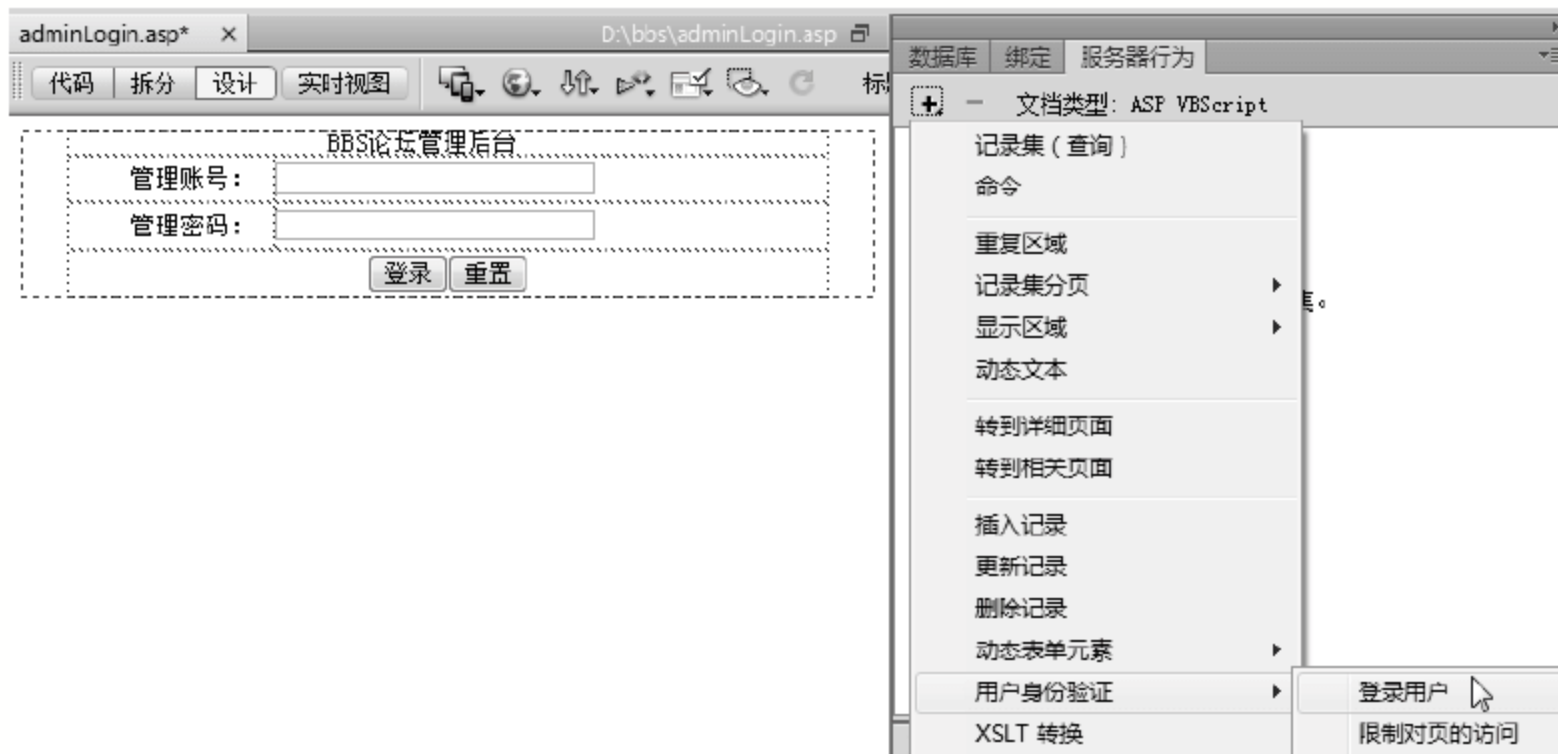 adminLogin.asp* × D:\bbs\adminLogin.asp
代码 拆分 设计 实时视图 标
BBS论坛管理后台
管理账号:
管理密码:
登录 重置
数据库 绑定 服务器行为
+ - 文档类型: ASP VBScript
记录集(查询)
命令
重复区域
记录集分页
显示区域
动态文本
转到详细页面
转到相关页面
插入记录
更新记录
删除记录
动态表单元素
用户身份验证
XSLT 转换
集。
登录用户
限制对页的访问